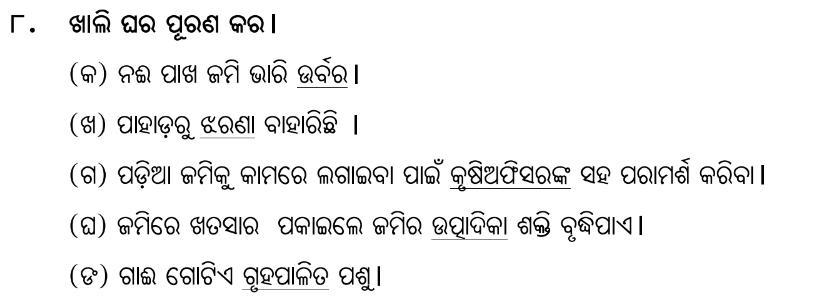 ୮. ଖାଲି ଘର ପୂରଣ କର।
(କ) ନଈ ପାଖ ଜମି ଭାରି ଉର୍ବର।
(ଖ) ପାହାଡ଼ରୁ ଝରଣା ବାହାରିଛି ।
(ଗ) ପଡ଼ିଆ ଜମିକୁ କାମରେ ଲଗାଇବା ପାଇଁ କୃଷିଅଫିସରଙ୍କ ସହ ପରାମର୍ଶ କରିବା।
(ଘ) ଜମିରେ ଖତସାର ପକାଇଲେ ଜମିର ଉତ୍ପାଦିକା ଶକ୍ତି ବୃଦ୍ଧିପାଏ।
(ଙ) ଗାଈ ଗୋଟିଏ ଗୃହପାଳିତ ପଶୁ।